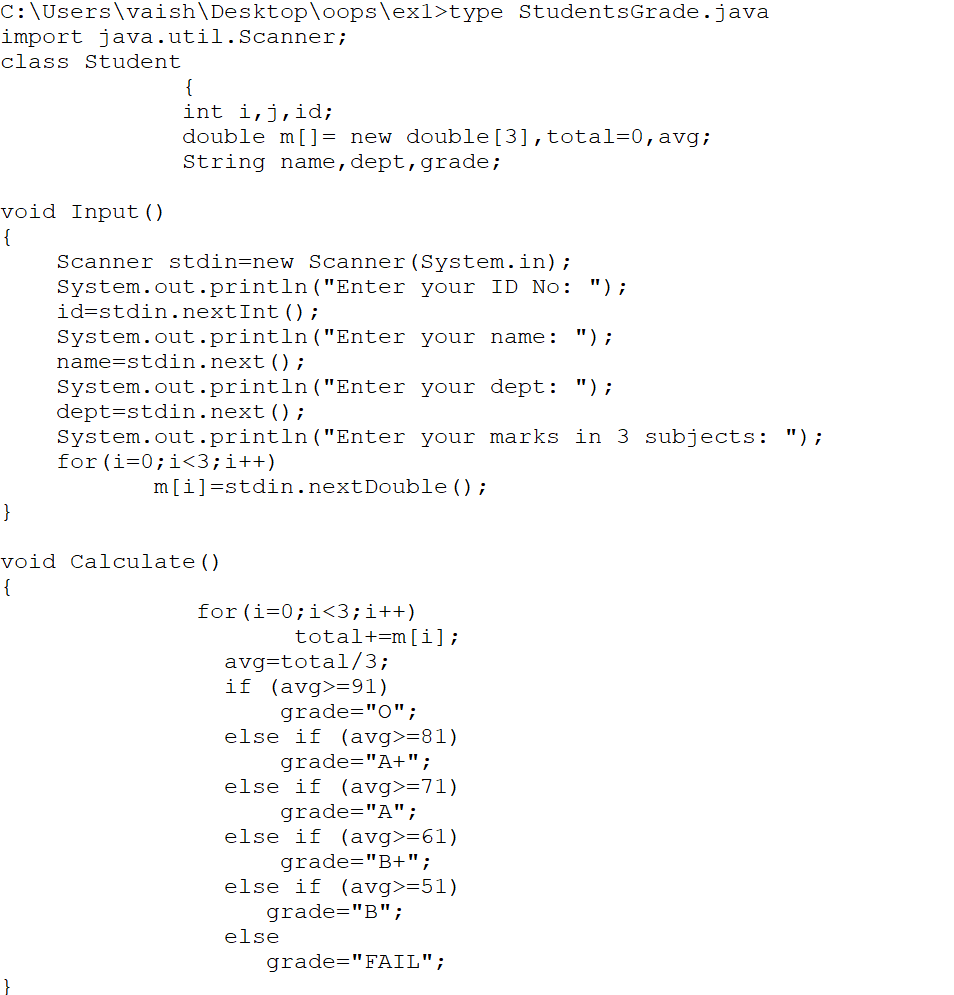 C:\Users\vaish\Desktop\oops\ex1>type StudentsGrade.java
import java.util.Scanner;
class Student
             {
             int i,j,id;
             double m[]= new double[3],total=0,avg;
             String name,dept,grade;

void Input()
{
    Scanner stdin=new Scanner(System.in);
    System.out.println("Enter your ID No: ");
    id=stdin.nextInt();
    System.out.println("Enter your name: ");
    name=stdin.next();
    System.out.println("Enter your dept: ");
    dept=stdin.next();
    System.out.println("Enter your marks in 3 subjects: ");
    for(i=0;i<3;i++)
           m[i]=stdin.nextDouble();
}

void Calculate()
{
              for(i=0;i<3;i++)
                     total+=m[i];
                avg=total/3;
                if (avg>=91)
                    grade="O";
                else if (avg>=81)
                    grade="A+";
                else if (avg>=71)
                    grade="A";
                else if (avg>=61)
                    grade="B+";
                else if (avg>=51)
                   grade="B";
                else
                   grade="FAIL";
}